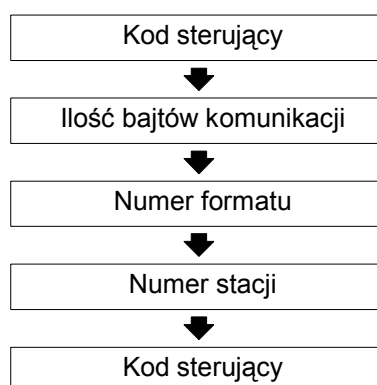 Kod sterujący
Ilość bajtów komunikacji
Numer formatu
Numer stacji
Kod sterujący